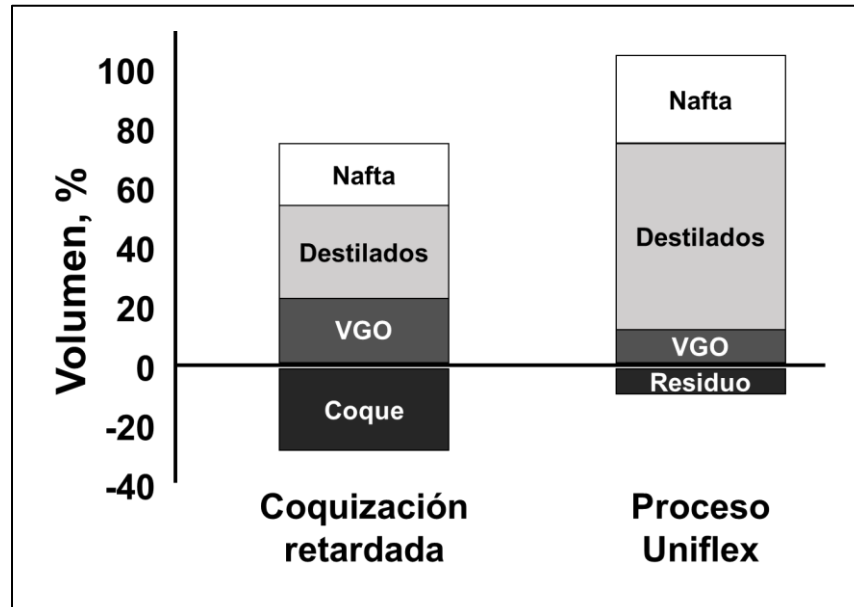 Volumen, %
100
80
60
40
20
0
-20
-40
Nafta
Destilados
VGO
Coque
Nafta
Destilados
VGO
Residuo
Coquización
retardada
Proceso
Uniflex